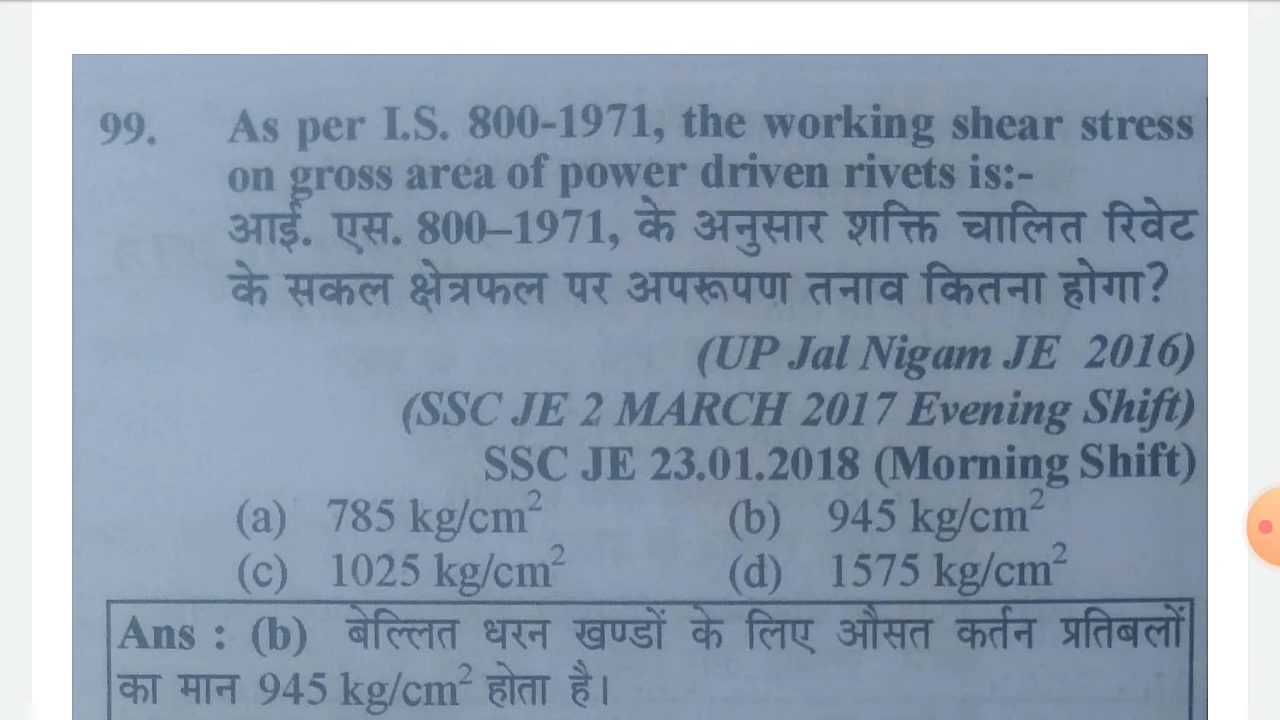 99. As per I.S. 800-1971, the working shear stress
on gross area of power driven rivets is:-
आई. एस. 800–1971, के अनुसार शक्ति चालित रिवेट
के सकल क्षेत्रफल पर अपरूपण तनाव कितना होगा?
(UP Jal Nigam JE 2016)
(SSC JE 2 MARCH 2017 Evening Shift)
SSC JE 23.01.2018 (Morning Shift)
(a) 785 kg/cm² (b) 945 kg/cm²
(c) 1025 kg/cm² (d) 1575 kg/cm²
Ans : (b) बेल्लित धरन खण्डों के लिए औसत कर्तन प्रतिबलों
का मान 945 kg/cm² होता है।